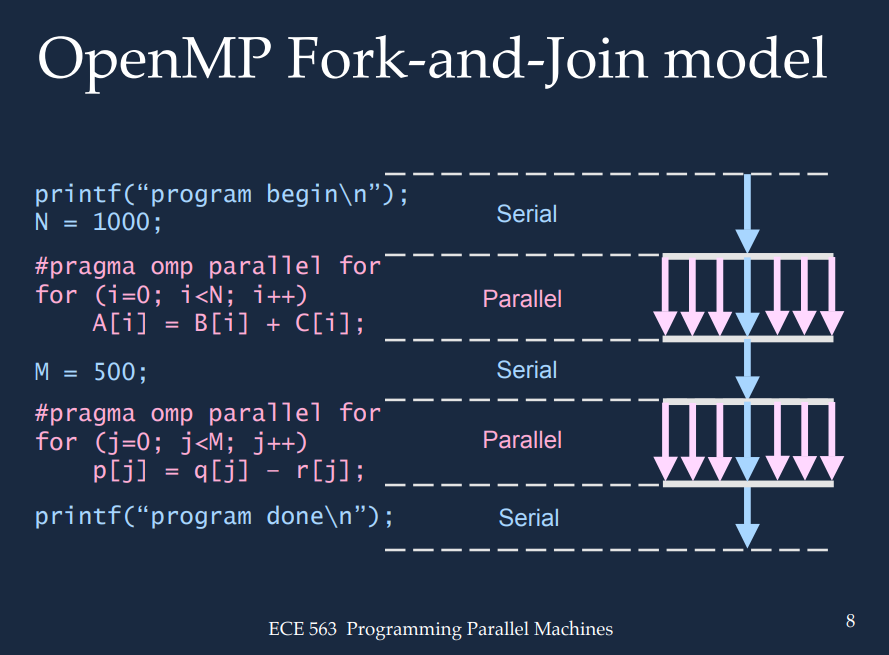 OpenMP Fork-and-Join model
printf(“program begin\n”);
N = 1000;
Serial
#pragma omp parallel for
for (i=0; i<N; i++)
A[i] = B[i] + C[i];
Parallel
M = 500;
Serial
#pragma omp parallel for
for (j=0; j<M; j++)
p[j] = q[j] – r[j];
Parallel
printf(“program done\n”);
Serial
ECE 563 Programming Parallel Machines
8